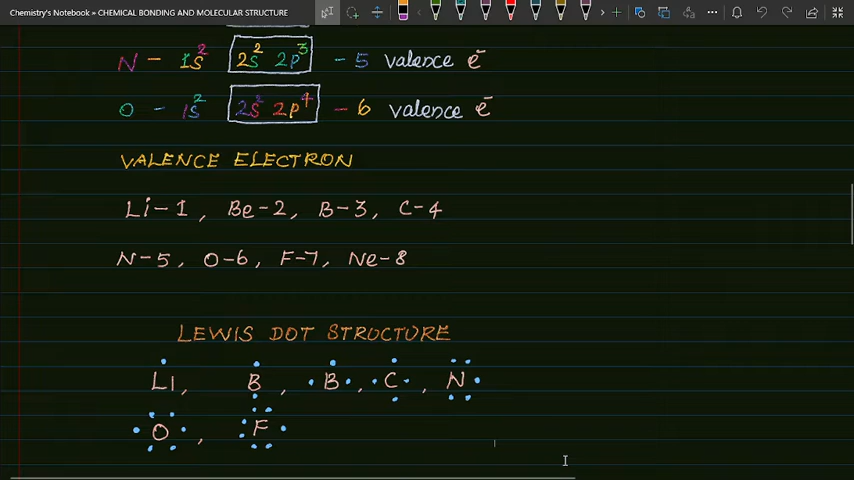 Chemistry's Notebook » CHEMICAL BONDING AND MOLECULAR STRUCTURE
N - 1s² 2s² 2p³ - 5 valence e⁻
O - 1s² 2s² 2p⁴ - 6 valence e⁻
VALENCE ELECTRON
Li-1, Be-2, B-3, C-4
N-5, O-6, F-7, Ne-8
LEWIS DOT STRUCTURE
Li, B, B, C, N
O, F